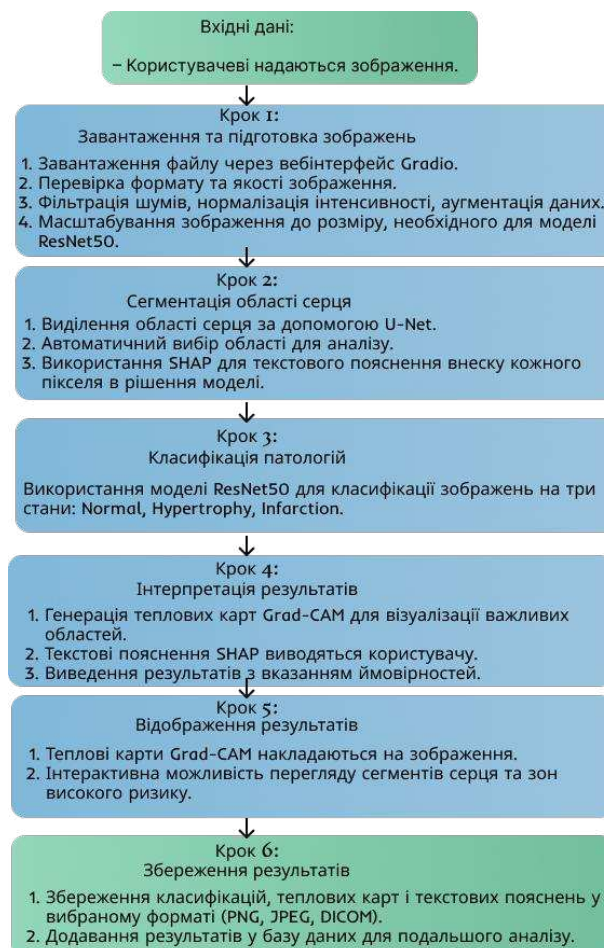 Вхідні дані:
– Користувачеві надаються зображення.
Крок 1:
Завантаження та підготовка зображень
1. Завантаження файлу через вебінтерфейс Gradio.
2. Перевірка формату та якості зображення.
3. Фільтрація шумів, нормалізація інтенсивності, аугментація даних.
4. Масштабування зображення до розміру, необхідного для моделі
ResNet50.
Крок 2:
Сегментація області серця
1. Виділення області серця за допомогою U-Net.
2. Автоматичний вибір області для аналізу.
3. Використання SHAP для текстового пояснення внеску кожного
пікселя в рішення моделі.
Крок 3:
Класифікація патологій
Використання моделі ResNet50 для класифікації зображень на три
стани: Normal, Hypertrophy, Infarction.
Крок 4:
Інтерпретація результатів
1. Генерація теплових карт Grad-CAM для візуалізації важливих
областей.
2. Текстові пояснення SHAP виводяться користувачу.
3. Виведення результатів з вказанням ймовірностей.
Крок 5:
Відображення результатів
1. Теплові карти Grad-CAM накладаються на зображення.
2. Інтерактивна можливість перегляду сегментів серця та зон
високого ризику.
Крок 6:
Збереження результатів
1. Збереження класифікацій, теплових карт і текстових пояснень у
вибраному форматі (PNG, JPEG, DICOM).
2. Додавання результатів у базу даних для подальшого аналізу.